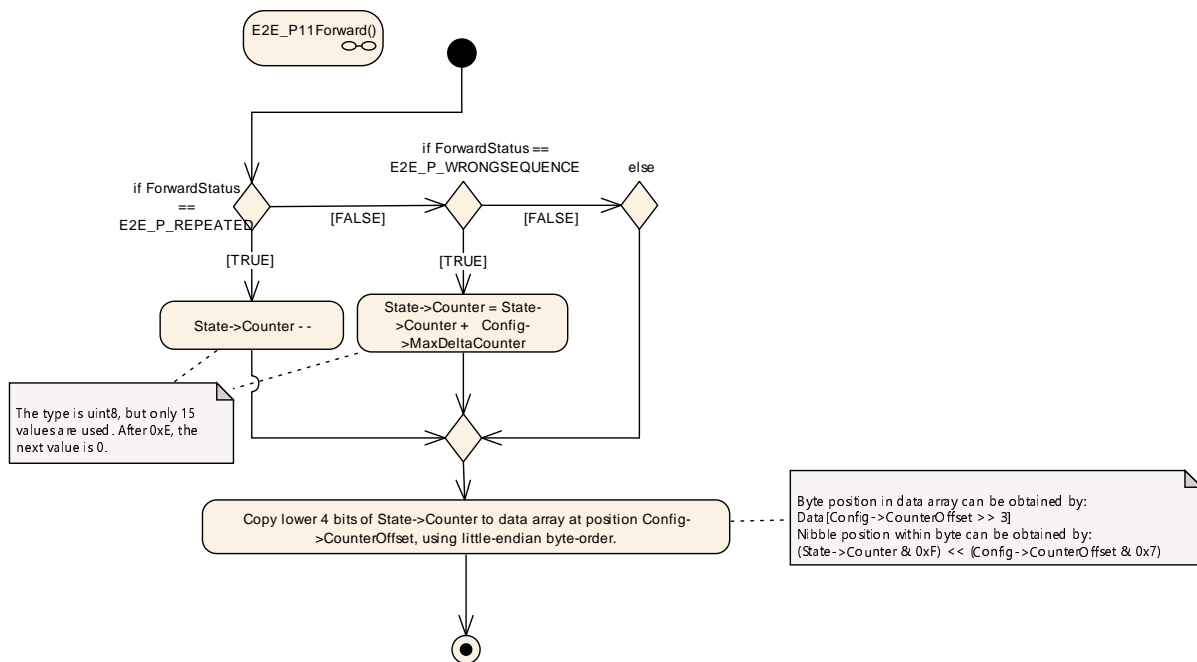 E2E_P11Forward()
if ForwardStatus ==
E2E_P_WRONGSEQUENCE
else
if ForwardStatus
==
E2E_P_REPEATED
[FALSE]
[FALSE]
[TRUE]
[TRUE]
State->Counter - -
State->Counter = State-
>Counter + Config-
>MaxDeltaCounter
The type is uint8, but only 15
values are used. After 0xE, the
next value is 0.
Copy lower 4 bits of State->Counter to data array at position Config-
>CounterOffset, using little-endian byte-order.
Byte position in data array can be obtained by:
Data[Config->CounterOffset >> 3]
Nibble position within byte can be obtained by:
(State->Counter & 0xF) << (Config->CounterOffset & 0x7)